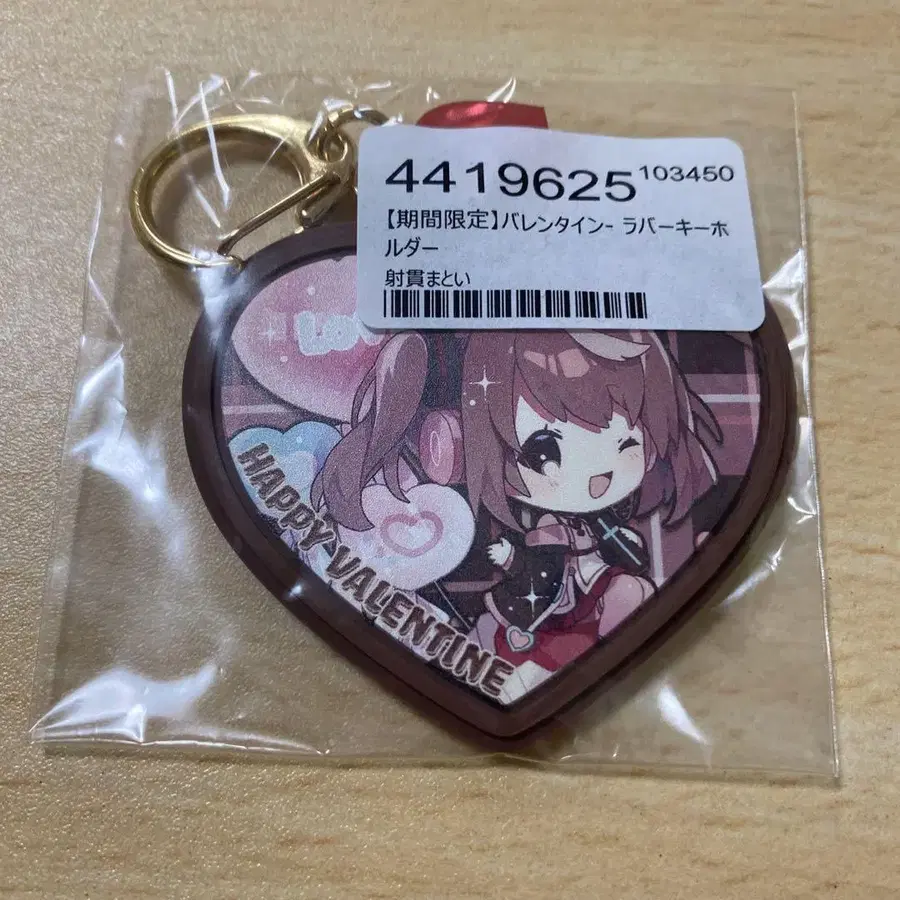 4419625 103450
【期間限定】バレンタイン- ラバーキーホ
ルダー
射貫まとい
HAPPY VALENTINE